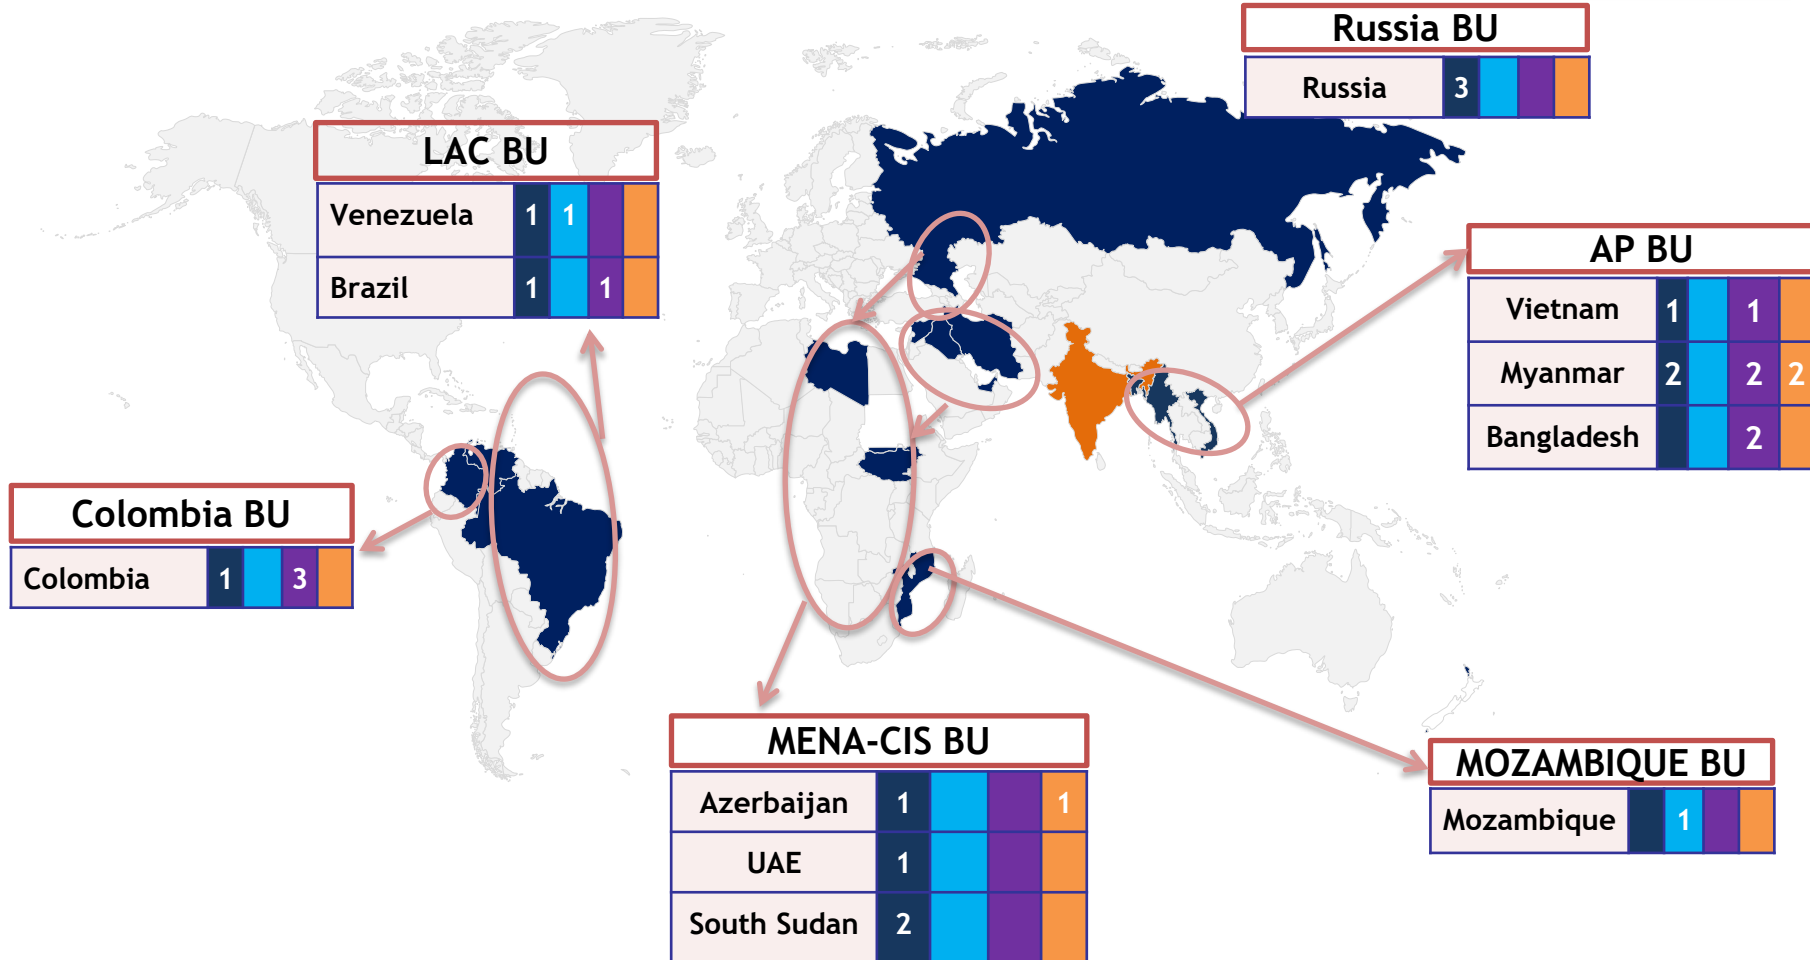 Russia BU
Russia 3
LAC BU
Venezuela 1 1
Brazil 1 1
AP BU
Vietnam 1 1
Myanmar 2 2 2
Bangladesh 2
Colombia BU
Colombia 1 3
MENA-CIS BU
Azerbaijan 1 1
UAE 1
South Sudan 2
MOZAMBIQUE BU
Mozambique 1